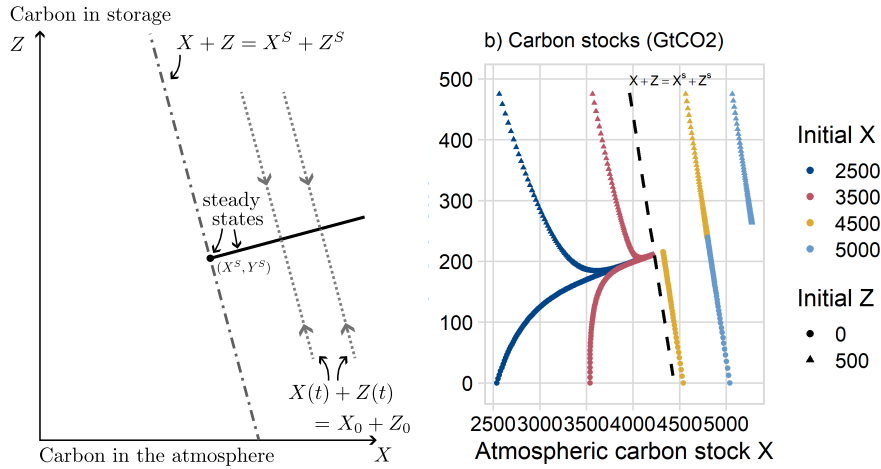 Carbon in storage
Z
X + Z = X^S + Z^S
steady
states
(X^S, Y^S)
X(t) + Z(t)
= X_0 + Z_0
Carbon in the atmosphere
X
b) Carbon stocks (GtCO2)
X+Z=X^s+Z^s
500
400
300
200
100
0
2500 3000 3500 4000 4500 5000
Atmospheric carbon stock X
Initial X
2500
3500
4500
5000
Initial Z
0
500